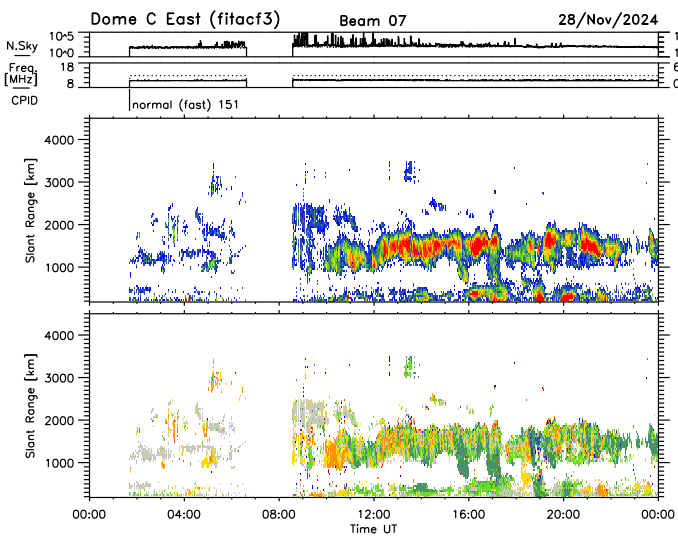 Dome C East (fitacf3)
Beam 07
28/Nov/2024
N.Sky
10^5
10^0
Freq.
[MHz]
18
8
6
0
CPID
normal (fast) 151
Slant Range [km]
4000
3000
2000
1000
Slant Range [km]
4000
3000
2000
1000
00:00
04:00
08:00
12:00
16:00
20:00
00:00
Time UT